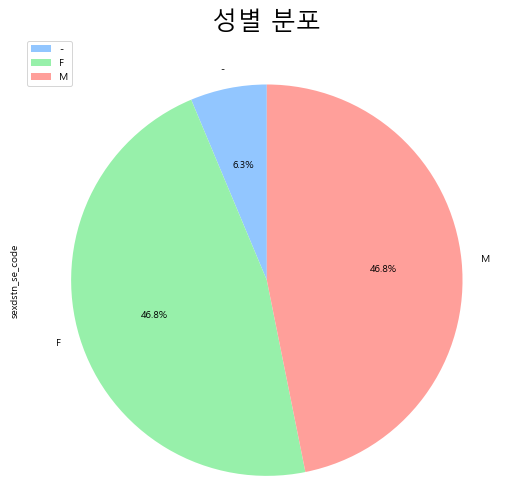 성별 분포
-
F
M
-
6.3%
46.8%
M
sexdstn_se_code
46.8%
F